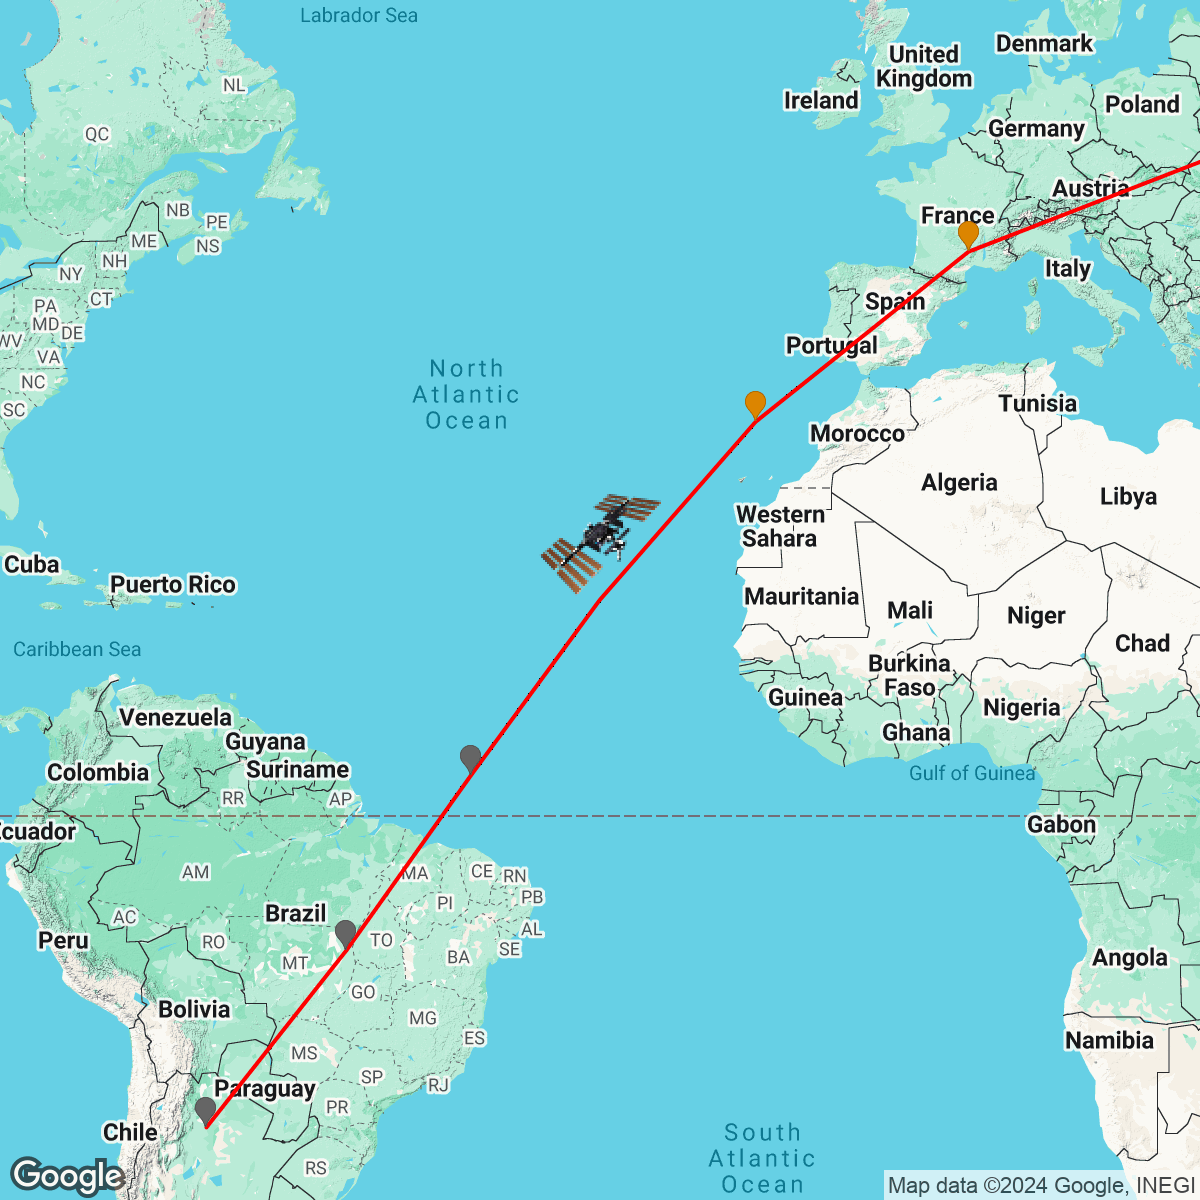 Labrador Sea
Denmark
United
Kingdom
NL
Ireland
Poland
QC
Germany
Austria
NB
PE
France
ME
NS
NH
NY
Italy
CT
PA
Spain
MD
DE
WV
Portugal
VA
North
Atlantic
Ocean
NC
SC
Tunisia
Morocco
Algeria
Libya
Western
Sahara
Cuba
Puerto Rico
Mauritania
Mali
Niger
Caribbean Sea
Chad
Burkina
Faso
Guinea
Nigeria
Venezuela
Ghana
Guyana
Suriname
Colombia
Gulf of Guinea
RR
AP
Ecuador
Gabon
AM
MA
CE
RN
PB
PI
Brazil
AC
AL
Peru
RO
TO
SE
MT
BA
Angola
GO
Bolivia
MG
ES
Namibia
MS
SP
Paraguay
RJ
PR
Chile
South
Atlantic
Ocean
RS
Google
Map data ©2024 Google, INEGI